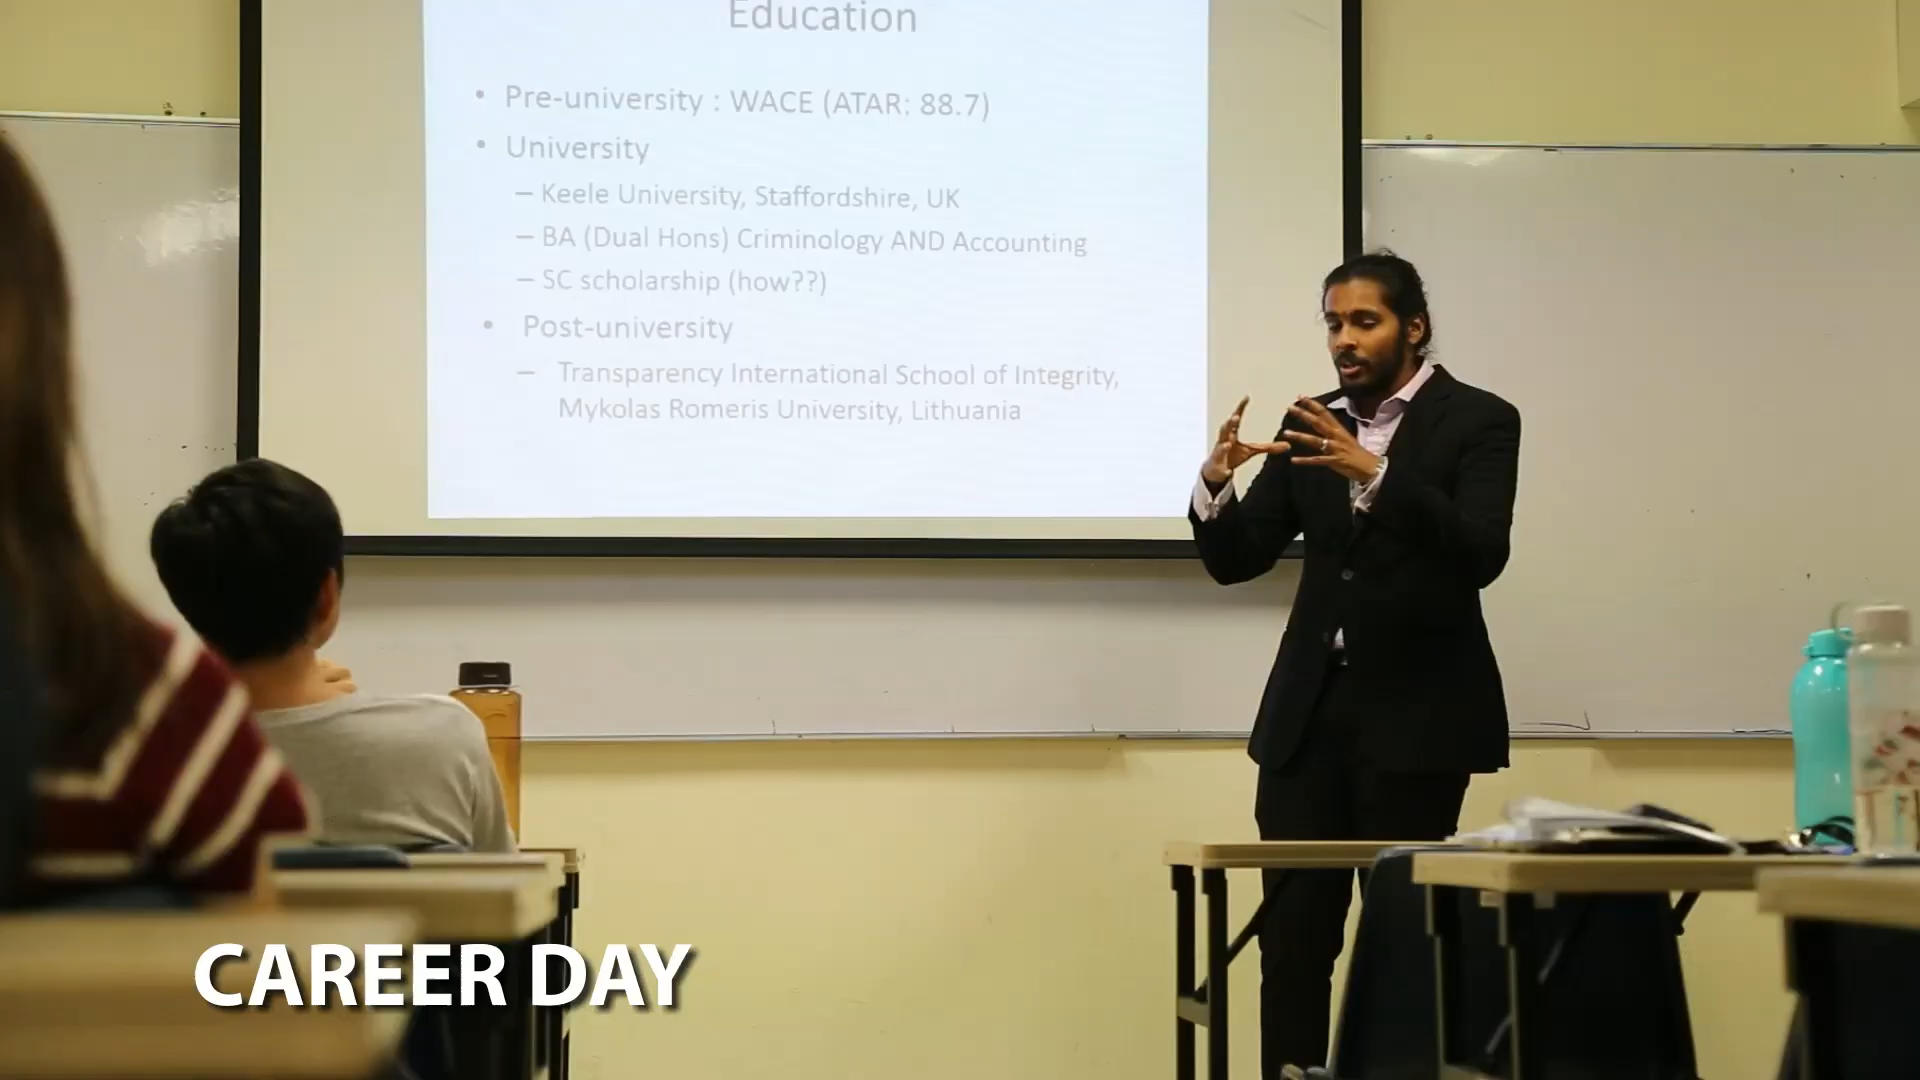 Education
• Pre-university : WACE (ATAR: 88.7)
• University
– Keele University, Staffordshire, UK
– BA (Dual Hons) Criminology AND Accounting
– SC scholarship (how??)
• Post-university
– Transparency International School of Integrity,
Mykolas Romeris University, Lithuania
CAREER DAY